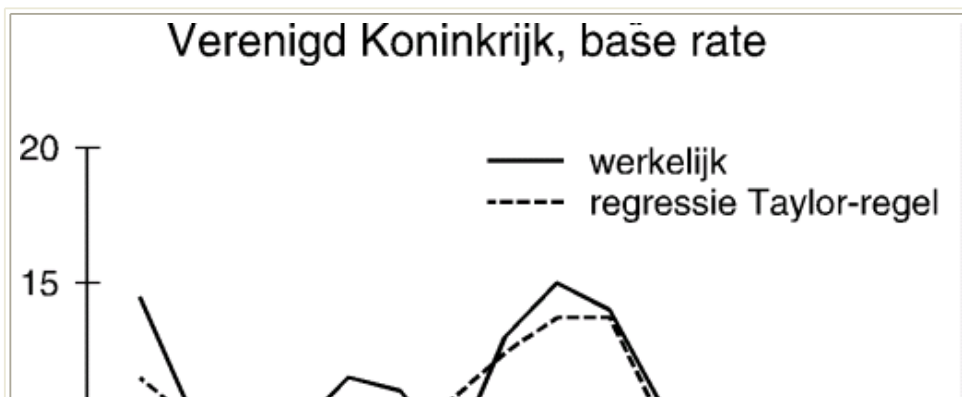 Verenigd Koninkrijk, base rate
20
werkelijk
regressie Taylor-regel
15